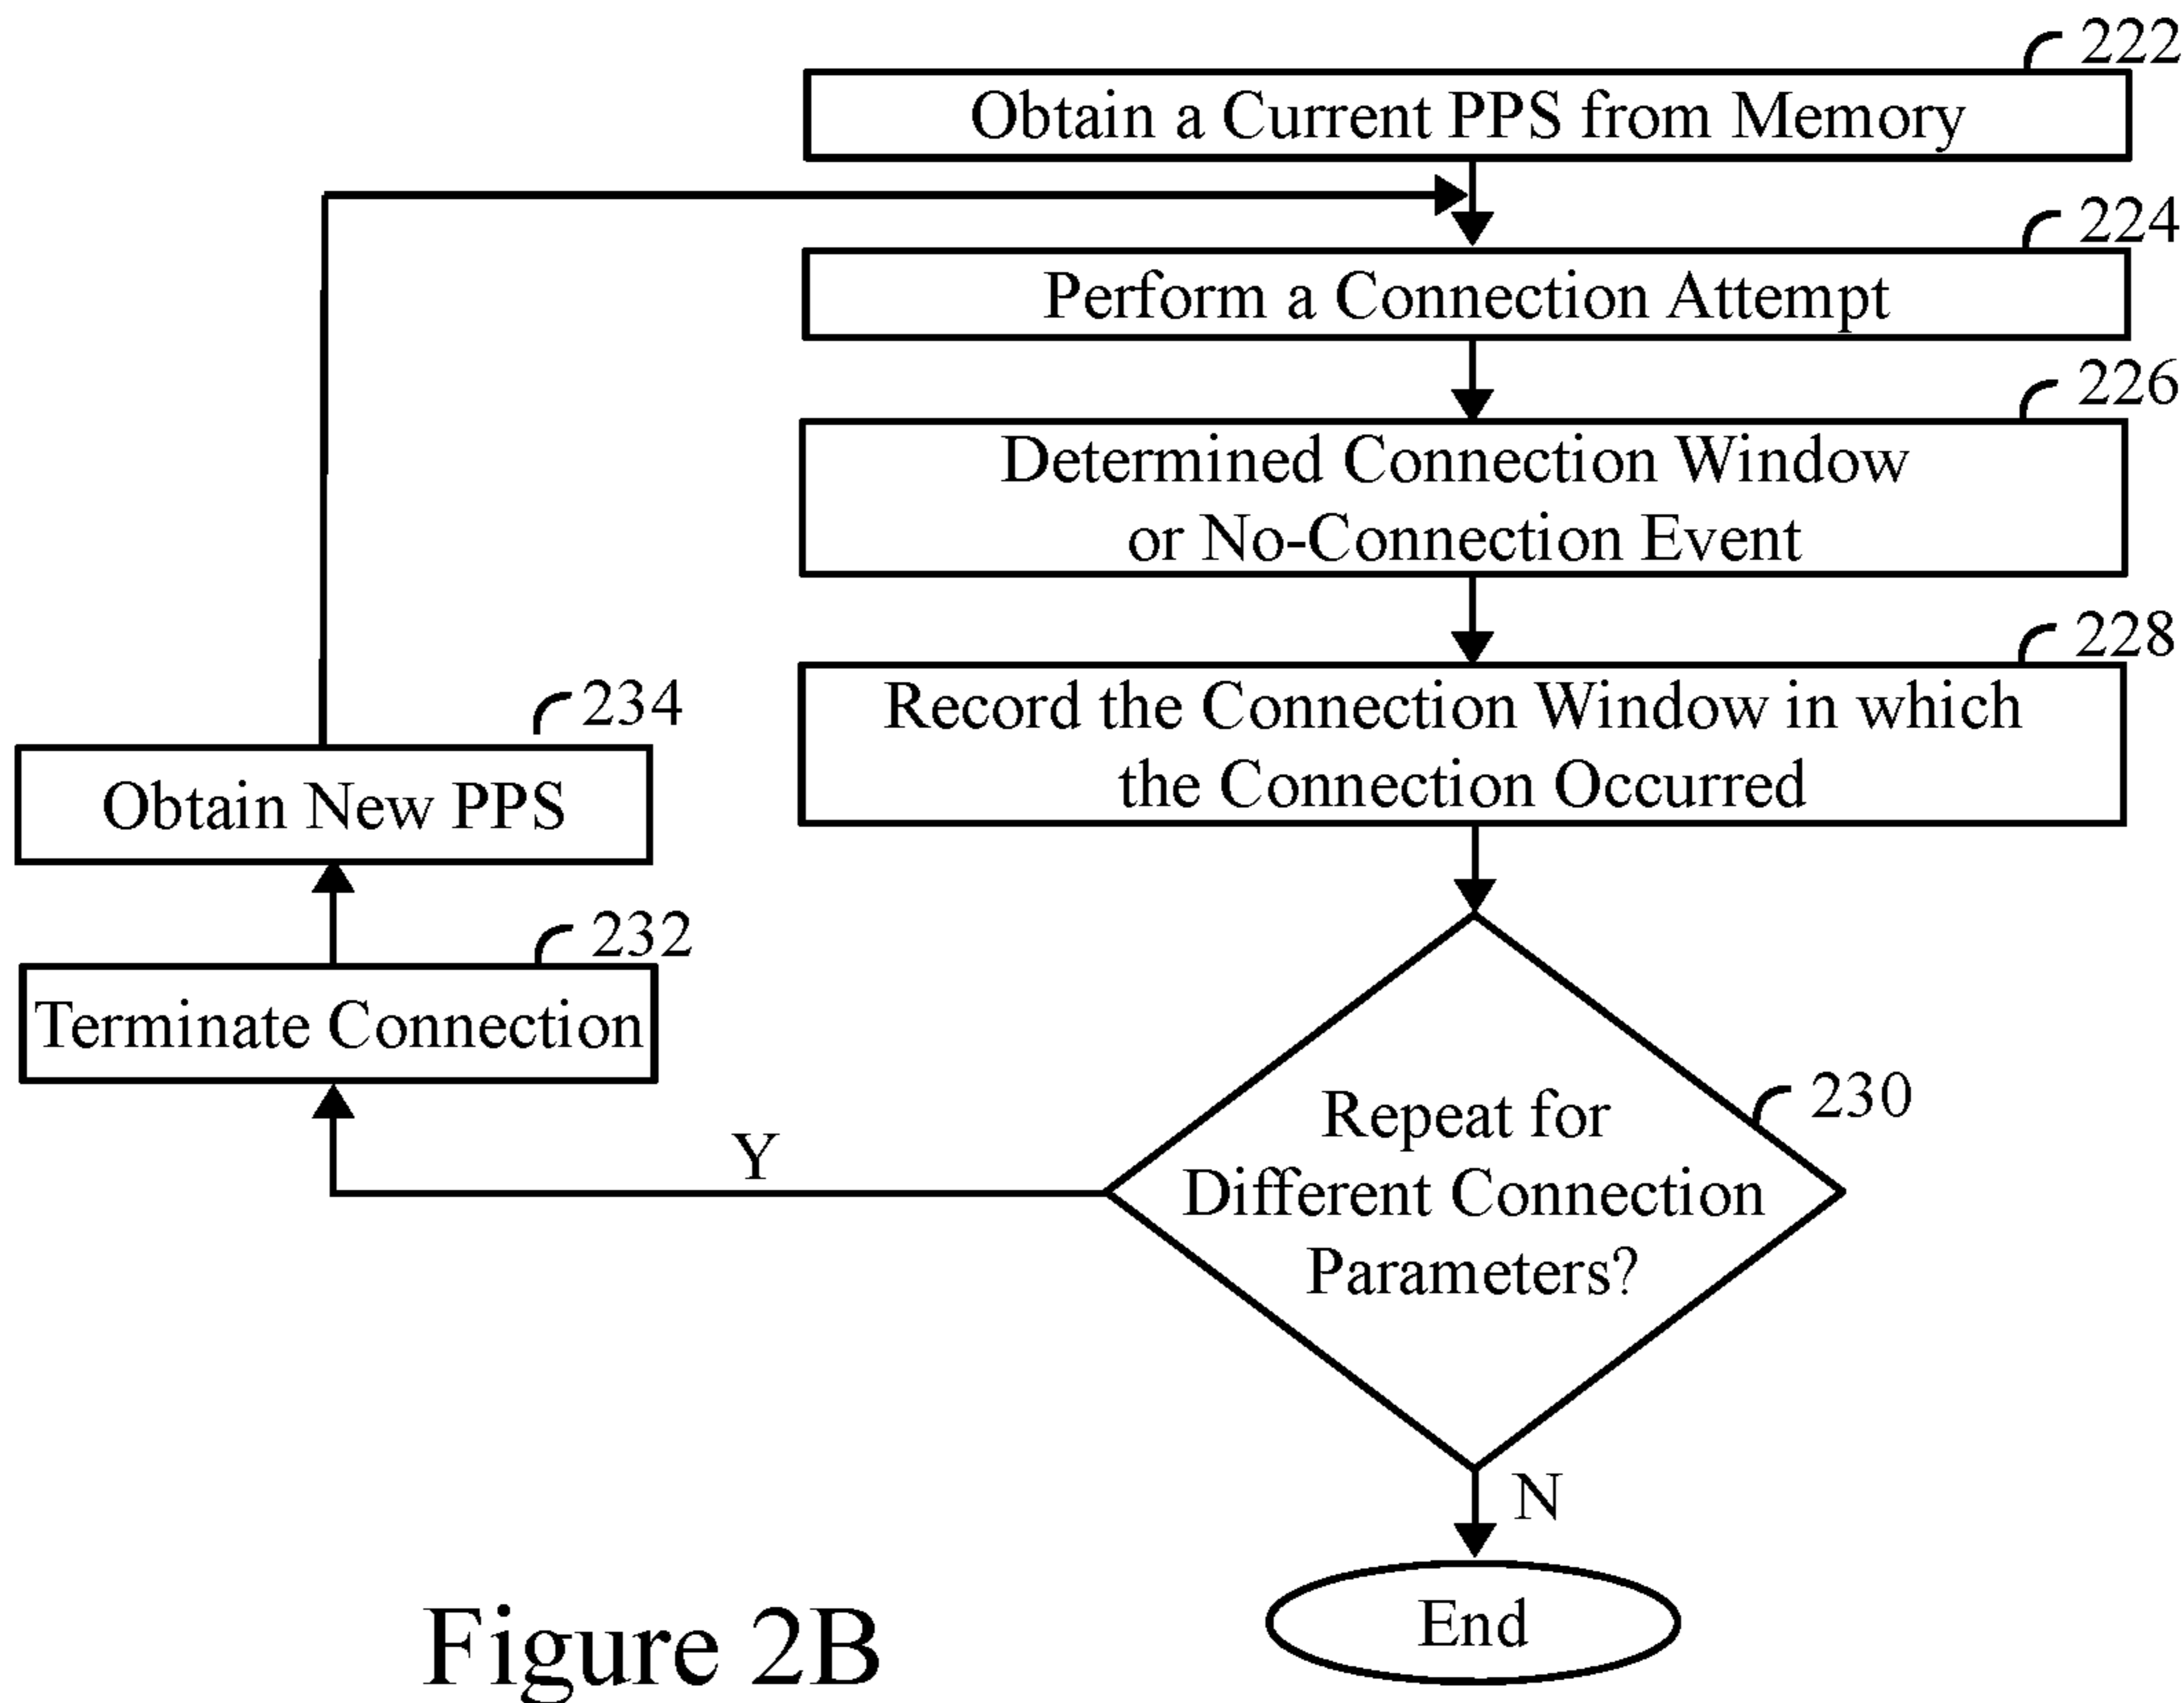 222
Obtain a Current PPS from Memory
224
Perform a Connection Attempt
226
Determined Connection Window
or No-Connection Event
228
Record the Connection Window in which
the Connection Occurred
234
Obtain New PPS
232
Terminate Connection
Y
230
Repeat for
Different Connection
Parameters?
N
End
Figure 2B